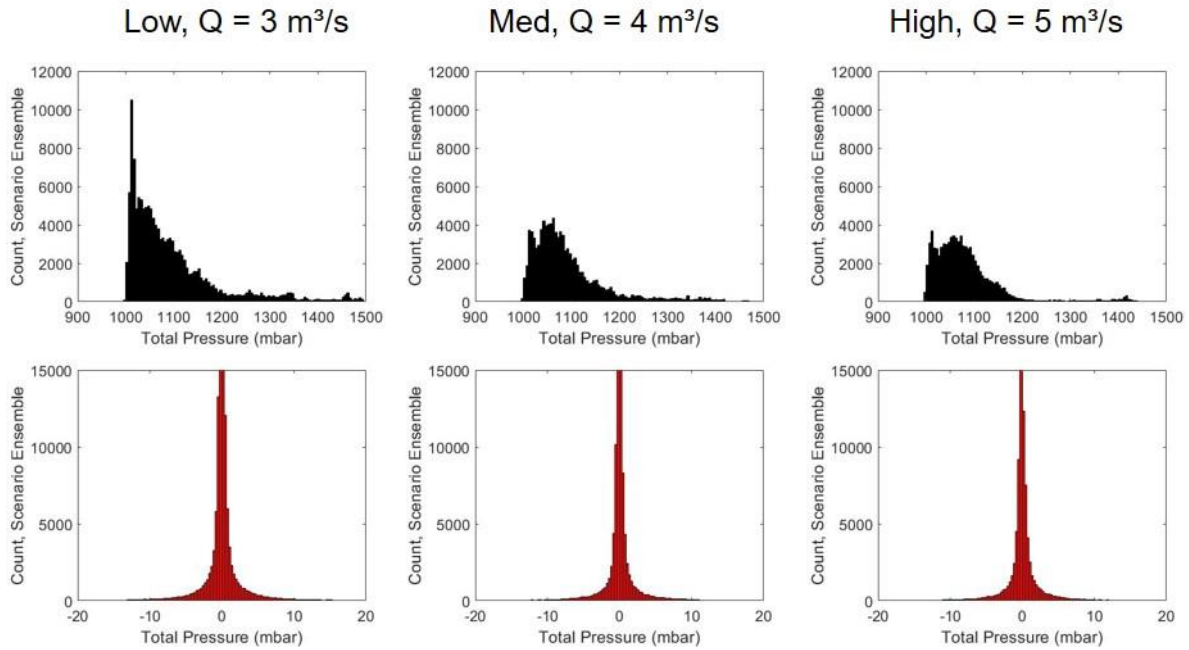 Low, Q = 3 m³/s
Med, Q = 4 m³/s
High, Q = 5 m³/s
Count, Scenario Ensemble
12000
10000
8000
6000
4000
2000
0
900 1000 1100 1200 1300 1400 1500
Total Pressure (mbar)
Count, Scenario Ensemble
12000
10000
8000
6000
4000
2000
0
900 1000 1100 1200 1300 1400 1500
Total Pressure (mbar)
Count, Scenario Ensemble
12000
10000
8000
6000
4000
2000
0
900 1000 1100 1200 1300 1400 1500
Total Pressure (mbar)
Count, Scenario Ensemble
15000
10000
5000
0
-20 -10 0 10 20
Total Pressure (mbar)
Count, Scenario Ensemble
15000
10000
5000
0
-20 -10 0 10 20
Total Pressure (mbar)
Count, Scenario Ensemble
15000
10000
5000
0
-20 -10 0 10 20
Total Pressure (mbar)